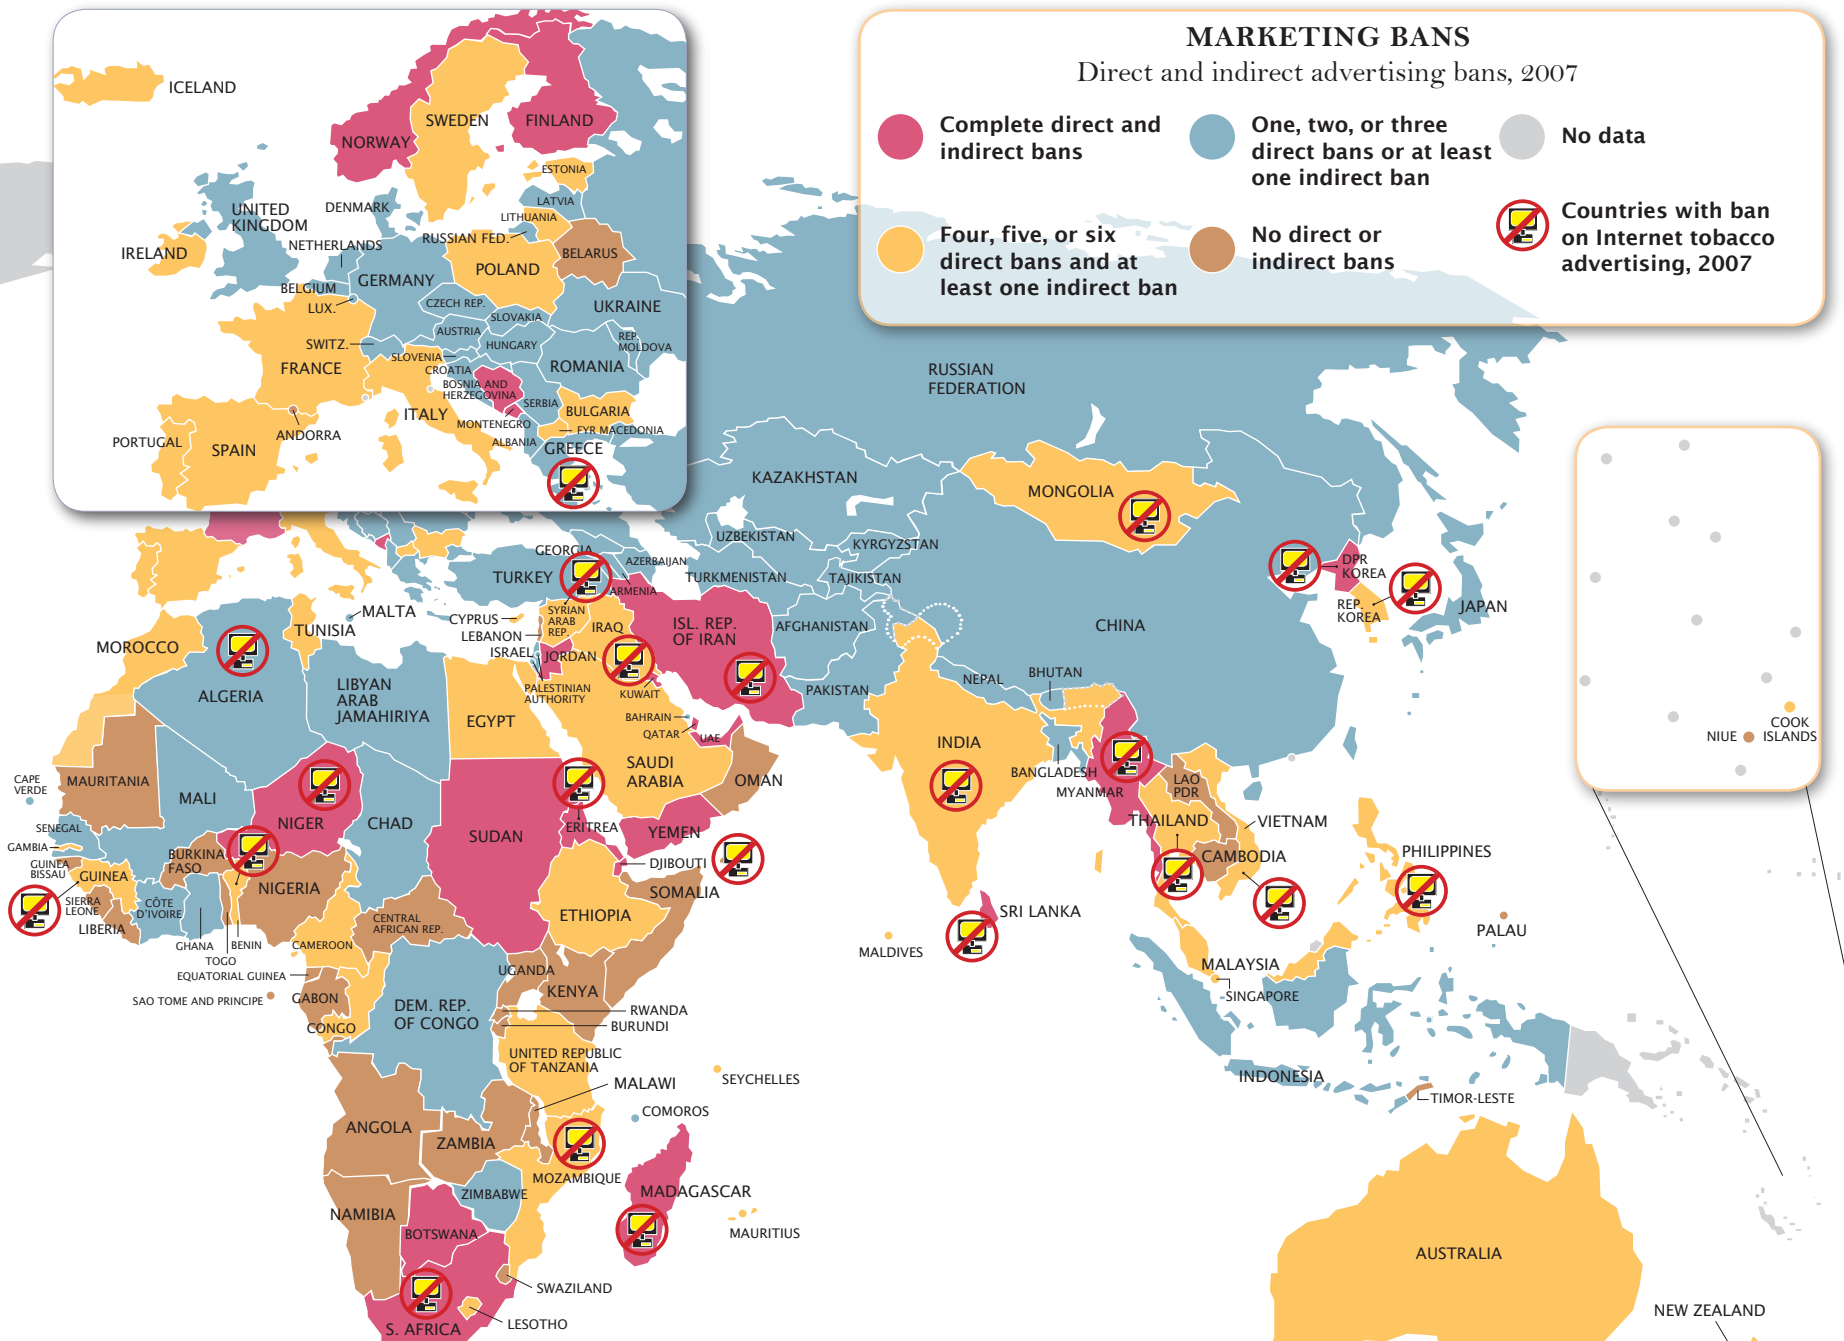 MARKETING BANS
Direct and indirect advertising bans, 2007
Complete direct and
indirect bans
One, two, or three
direct bans or at least
one indirect ban
No data
Four, five, or six
direct bans and at
least one indirect ban
No direct or
indirect bans
Countries with ban
on Internet tobacco
advertising, 2007
ICELAND
NORWAY
SWEDEN
FINLAND
ESTONIA
LATVIA
LITHUANIA
RUSSIAN FED.
BELARUS
UNITED
KINGDOM
DENMARK
IRELAND
NETHERLANDS
GERMANY
POLAND
BELGIUM
LUX.
CZECH REP.
UKRAINE
SLOVAKIA
AUSTRIA
SWITZ.
HUNGARY
REP.
MOLDOVA
SLOVENIA
FRANCE
CROATIA
ROMANIA
BOSNIA AND
HERZEGOVINA
SERBIA
ITALY
BULGARIA
MONTENEGRO
FYR MACEDONIA
ANDORRA
ALBANIA
PORTUGAL
SPAIN
GREECE
RUSSIAN
FEDERATION
KAZAKHSTAN
MONGOLIA
UZBEKISTAN
KYRGYZSTAN
GEORGIA
AZERBAIJAN
TURKEY
TURKMENISTAN
TAJIKISTAN
ARMENIA
DPR
KOREA
REP.
KOREA
JAPAN
MALTA
CYPRUS
SYRIAN
ARAB
REP.
LEBANON
IRAQ
ISL. REP.
OF IRAN
AFGHANISTAN
CHINA
TUNISIA
MOROCCO
ISRAEL
JORDAN
PALESTINIAN
AUTHORITY
KUWAIT
PAKISTAN
NEPAL
BHUTAN
ALGERIA
LIBYAN
ARAB
JAMAHIRIYA
EGYPT
BAHRAIN
QATAR
UAE
SAUDI
ARABIA
OMAN
INDIA
BANGLADESH
MYANMAR
LAO
PDR
NIUE
COOK
ISLANDS
CAPE
VERDE
MAURITANIA
MALI
NIGER
CHAD
SUDAN
ERITREA
YEMEN
DJIBOUTI
THAILAND
VIETNAM
CAMBODIA
PHILIPPINES
SENEGAL
GAMBIA
GUINEA
BISSAU
GUINEA
BURKINA
FASO
NIGERIA
SOMALIA
ETHIOPIA
SIERRA
LEONE
LIBERIA
CÔTE
D'IVOIRE
GHANA
TOGO
BENIN
CENTRAL
AFRICAN REP.
CAMEROON
EQUATORIAL GUINEA
SAO TOME AND PRINCIPE
GABON
CONGO
DEM. REP.
OF CONGO
UGANDA
KENYA
RWANDA
BURUNDI
SRI LANKA
MALDIVES
MALAYSIA
SINGAPORE
PALAU
UNITED REPUBLIC
OF TANZANIA
SEYCHELLES
MALAWI
COMOROS
INDONESIA
TIMOR-LESTE
ANGOLA
ZAMBIA
MOZAMBIQUE
ZIMBABWE
MADAGASCAR
MAURITIUS
NAMIBIA
BOTSWANA
SWAZILAND
LESOTHO
S. AFRICA
AUSTRALIA
NEW ZEALAND